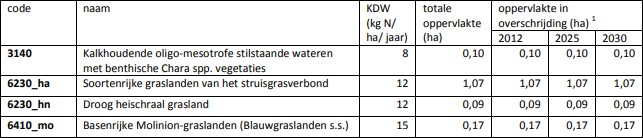 code naam KDW (kg N/ ha/ jaar) totale oppervlakte (ha) oppervlakte in overschrijding (ha) 1
2012 2025 2030
3140 Kalkhoudende oligo-mesotrofe stilstaande wateren met benthische Chara spp. vegetaties 8 0,10 0,10 0,10 0,10
6230_ha Soortenrijke graslanden van het struisgrasverbond 12 1,07 1,07 1,07 1,07
6230_hn Droog heischraal grasland 12 0,09 0,09 0,09 0,09
6410_mo Basenrijke Molinion-graslanden (Blauwgraslanden s.s.) 15 0,17 0,17 0,17 0,17